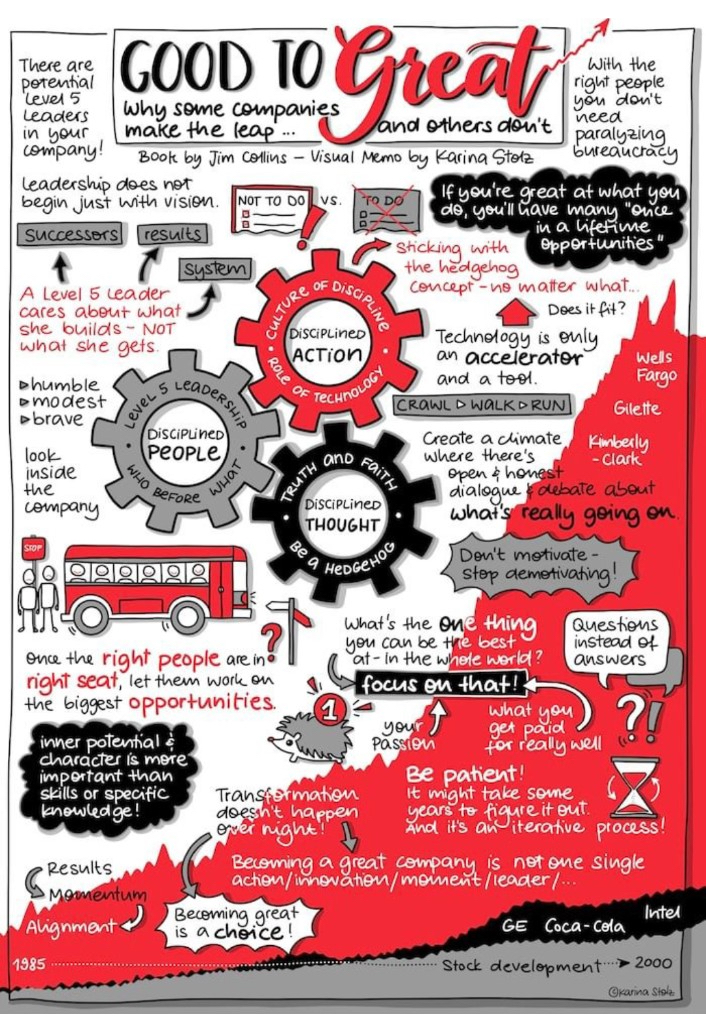 GOOD TO Great
Why some companies
make the leap ... and others don't
Book by Jim Collins – Visual Memo by Karina Stolz
There are
potential
Level 5
Leaders
in your
company!
With the
right people
you don't
need
paralyzing
bureaucracy
Leadership does not
begin just with vision.
successors
results
system
A Level 5 Leader
cares about what
she builds – NOT
what she gets.
NOT TO DO
vs.
TO DO
!
If you're great at what you
do, you'll have many "once
in a lifetime
opportunities"
Sticking with
the hedgehog
concept – no matter what...
CULTURE OF DISCIPLINE
DISCIPLINED
ACTION
ROLE OF TECHNOLOGY
Does it fit?
Technology is only
an accelerator
and a tool.
CRAWL ▷ WALK ▷ RUN
▷humble
▷modest
▷brave
look
inside
the
company
LEVEL 5 LEADERSHIP
DISCIPLINED
PEOPLE
WHO BEFORE WHAT
TRUTH AND FAITH
DISCIPLINED
THOUGHT
BE A HEDGEHOG
Wells
Fargo
Gilette
Kimberly
-Clark
Create a climate
where there's
open & honest
dialogue & debate about
what's really going on.
Don't motivate –
stop demotivating!
STOP
Once the right people are in
right seat, let them work on
the biggest opportunities.
?
What's the one thing
you can be the best
at – in the whole world?
focus on that!
1
your
Passion
what you
get paid
for really well
Questions
instead of
answers
?!
inner potential &
character is more
important than
skills or specific
knowledge!
Be patient!
It might take some
years to figure it out.
And it's an iterative process!
Transformation
doesn't happen
over night!
Becoming a great company is not one single
action/innovation/moment/leader/...
Results
Momentum
Alignment
Becoming great
is a choice!
GE
Coca-Cola
Intel
1985
Stock development
2000
©Karina Stolz